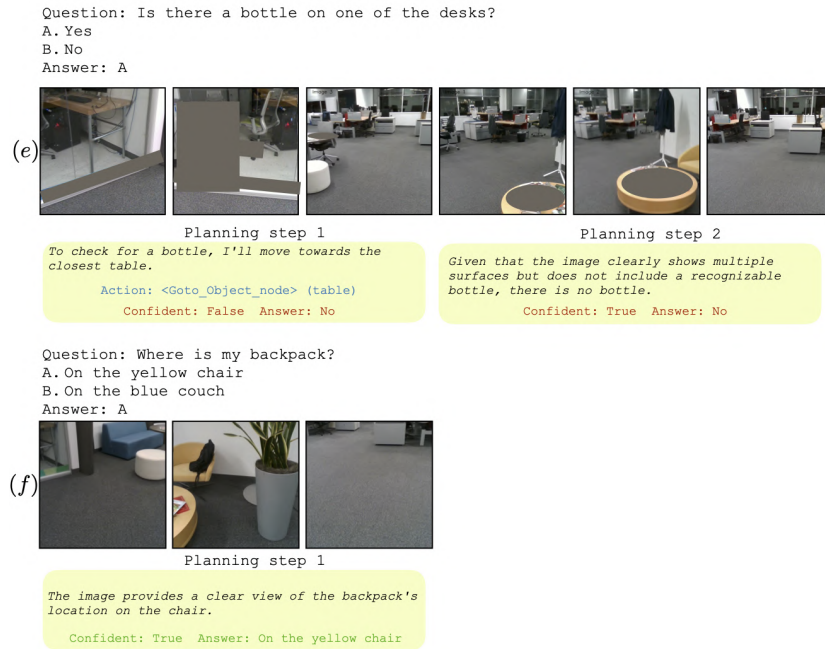 Question: Is there a bottle on one of the desks?
A. Yes
B. No
Answer: A
(e)
Planning step 1
To check for a bottle, I'll move towards the
closest table.
Action: <Goto_Object_node> (table)
Confident: False Answer: No
Planning step 2
Given that the image clearly shows multiple
surfaces but does not include a recognizable
bottle, there is no bottle.
Confident: True Answer: No
Question: Where is my backpack?
A. On the yellow chair
B. On the blue couch
Answer: A
(f)
Planning step 1
The image provides a clear view of the backpack's
location on the chair.
Confident: True Answer: On the yellow chair